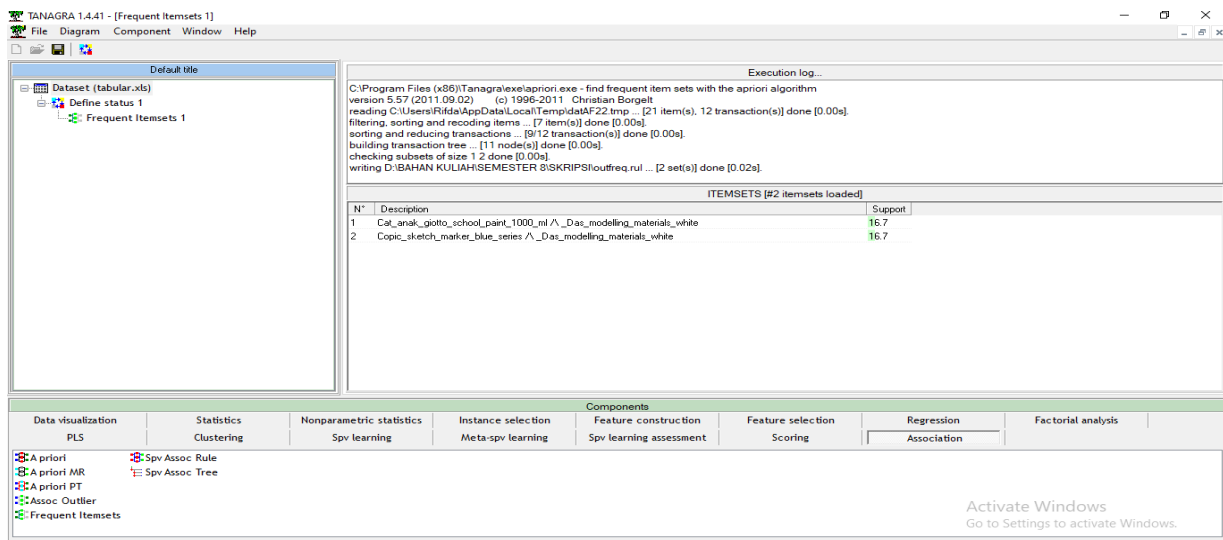 TANAGRA 1.4.41 - [Frequent Itemsets 1]
File Diagram Component Window Help
Default title
Dataset (tabular.xls)
Define status 1
Frequent Itemsets 1
Execution log...
C:\Program Files (x86)\Tanagra\exe\apriori.exe - find frequent item sets with the apriori algorithm
version 5.57 (2011.09.02) (c) 1996-2011 Christian Borgelt
reading C:\Users\Rifda\AppData\Local\Temp\datAF22.tmp ... [21 item(s), 12 transaction(s)] done [0.00s].
filtering, sorting and recoding items ... [7 item(s)] done [0.00s].
sorting and reducing transactions ... [9/12 transaction(s)] done [0.00s].
building transaction tree ... [11 node(s)] done [0.00s].
checking subsets of size 1 2 done [0.00s].
writing D:\BAHAN KULIAH\SEMESTER 8\SKRIPSI\outfreq.rul ... [2 set(s)] done [0.02s].
ITEMSETS [#2 itemsets loaded]
N° Description Support
1 Cat_anak_giotto_school_paint_1000_ml /\ _Das_modelling_materials_white 16.7
2 Copic_sketch_marker_blue_series /\ _Das_modelling_materials_white 16.7
Components
Data visualization Statistics Nonparametric statistics Instance selection Feature construction Feature selection Regression Factorial analysis
PLS Clustering Spv learning Meta-spv learning Spv learning assessment Scoring Association
A priori Spv Assoc Rule
A priori MR Spv Assoc Tree
A priori PT
Assoc Outlier
Frequent Itemsets
Activate Windows
Go to Settings to activate Windows.